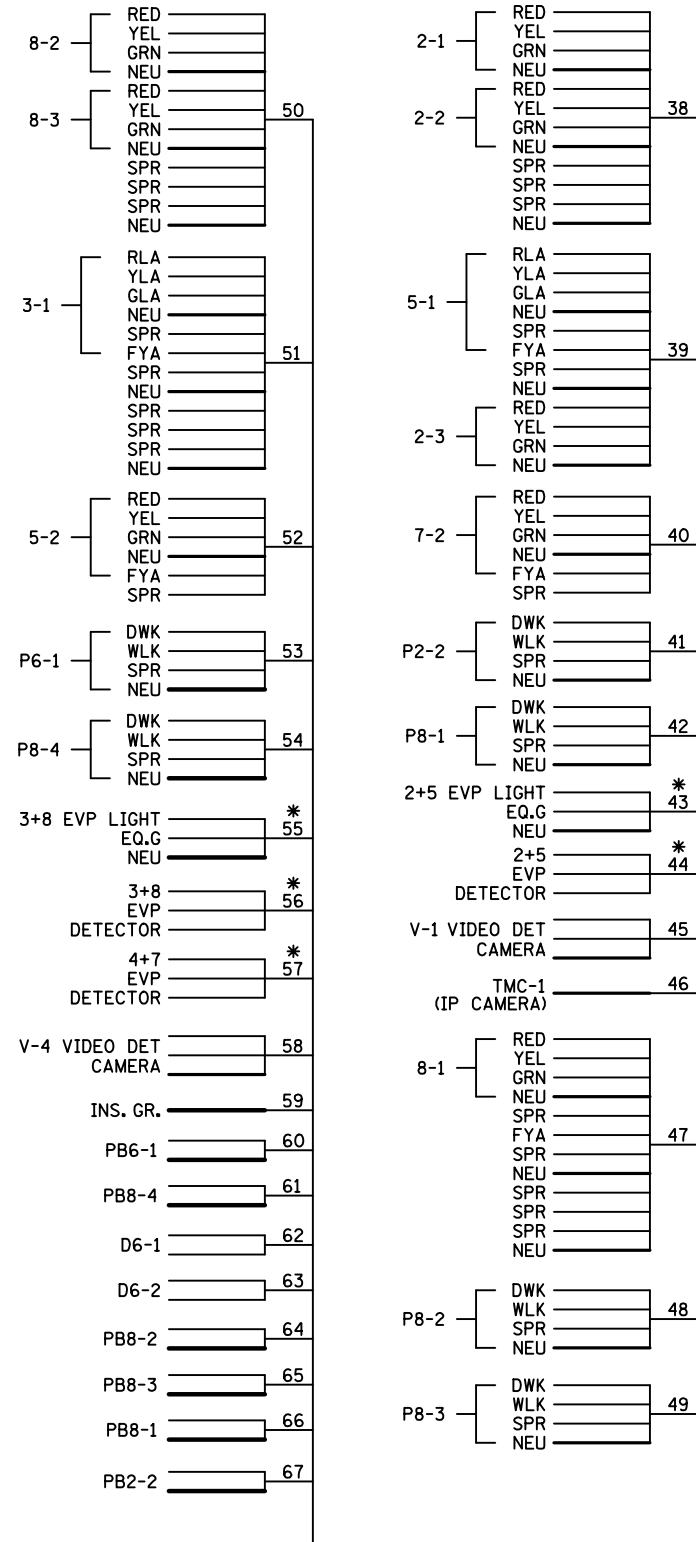 8-2
RED
YEL
GRN
NEU
8-3
RED
YEL
GRN
NEU
SPR
SPR
SPR
NEU
50
3-1
RLA
YLA
GLA
NEU
SPR
FYA
SPR
NEU
SPR
SPR
SPR
NEU
51
5-2
RED
YEL
GRN
NEU
FYA
SPR
52
P6-1
DWK
WLK
SPR
NEU
53
P8-4
DWK
WLK
SPR
NEU
54
3+8 EVP LIGHT
EQ.G
NEU
*
55
3+8
EVP
DETECTOR
*
56
4+7
EVP
DETECTOR
*
57
V-4 VIDEO DET
CAMERA
58
INS. GR.
59
PB6-1
60
PB8-4
61
D6-1
62
D6-2
63
PB8-2
64
PB8-3
65
PB8-1
66
PB2-2
67
2-1
RED
YEL
GRN
NEU
2-2
RED
YEL
GRN
NEU
SPR
SPR
SPR
NEU
38
5-1
RLA
YLA
GLA
NEU
SPR
FYA
SPR
NEU
2-3
RED
YEL
GRN
NEU
39
7-2
RED
YEL
GRN
NEU
FYA
SPR
40
P2-2
DWK
WLK
SPR
NEU
41
P8-1
DWK
WLK
SPR
NEU
42
2+5 EVP LIGHT
EQ.G
NEU
*
43
2+5
EVP
DETECTOR
*
44
V-1 VIDEO DET
CAMERA
45
TMC-1
(IP CAMERA)
46
8-1
RED
YEL
GRN
NEU
SPR
FYA
SPR
NEU
SPR
SPR
SPR
NEU
47
P8-2
DWK
WLK
SPR
NEU
48
P8-3
DWK
WLK
SPR
NEU
49